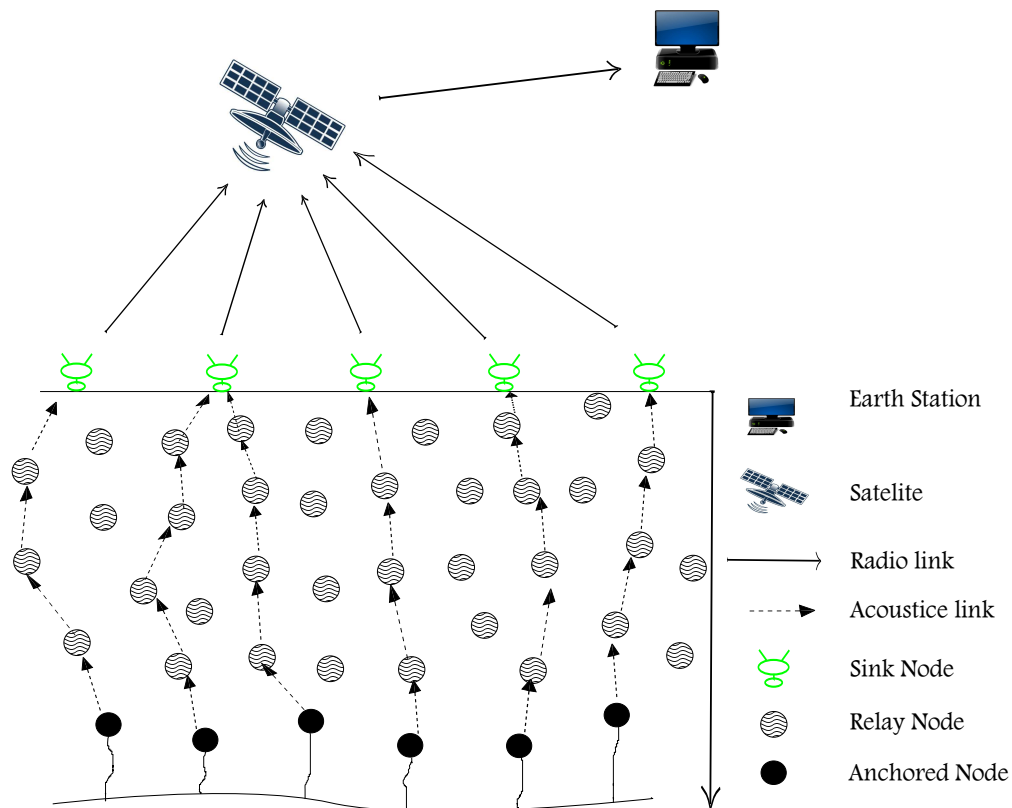 Earth Station
Satelite
Radio link
Acoustice link
Sink Node
Relay Node
Anchored Node